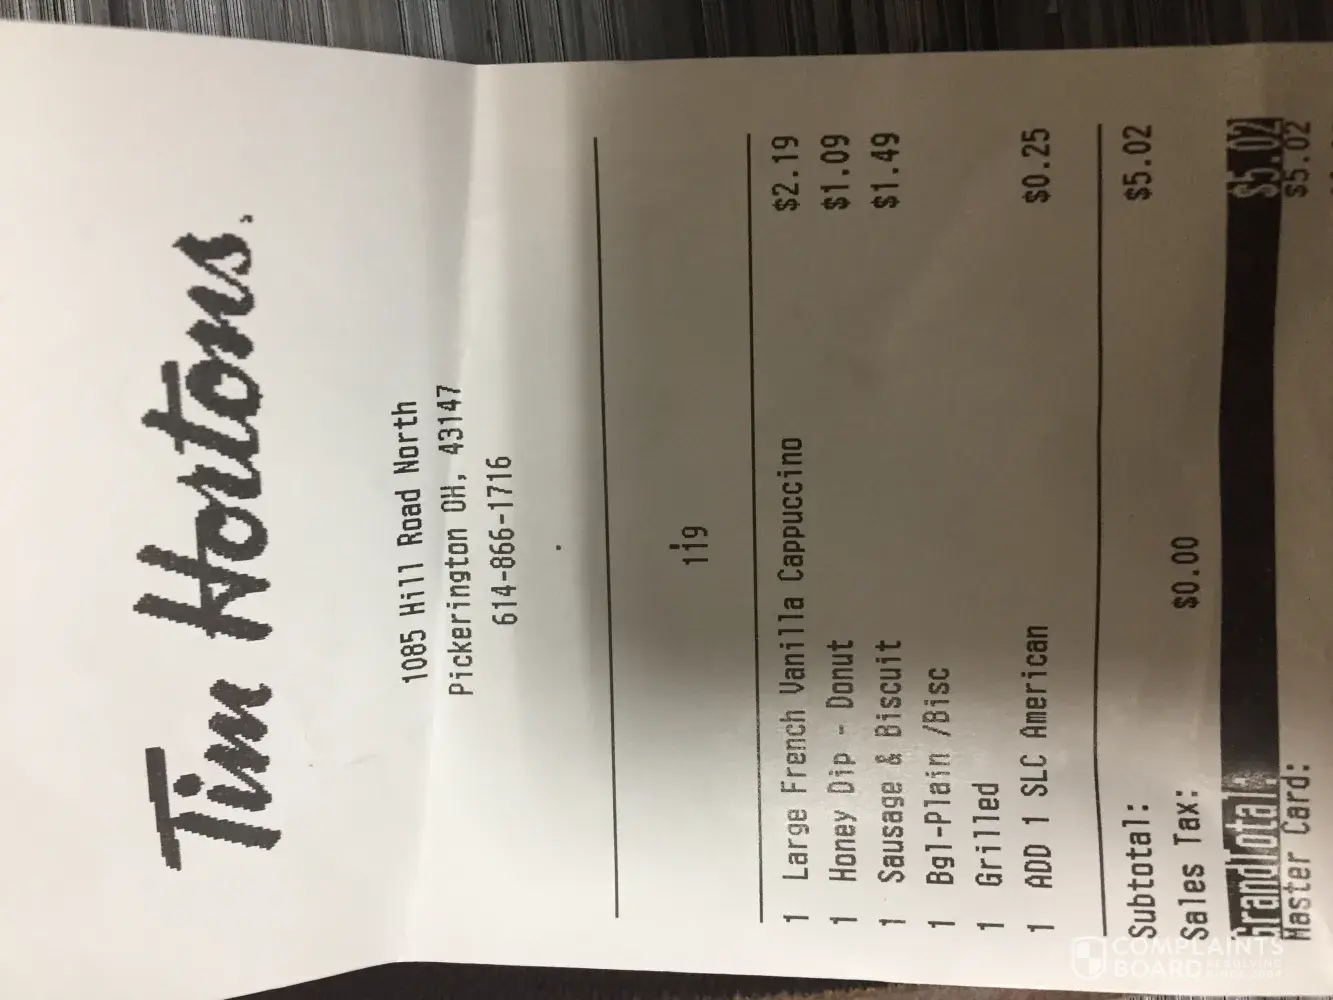 Tim Hortons.
1085 Hill Road North
Pickerington OH, 43147
614-866-1716
119
1 Large French Vanilla Cappuccino $2.19
1 Honey Dip - Donut $1.09
1 Sausage & Biscuit $1.49
1 Bgl-Plain /Bisc
1 Grilled
1 ADD 1 SLC American $0.25
Subtotal: $5.02
Sales Tax: $0.00
GrandTotal: $5.02
Master Card: $5.02
COMPLAINTS
BOARD RESOLVING
SINCE 2004